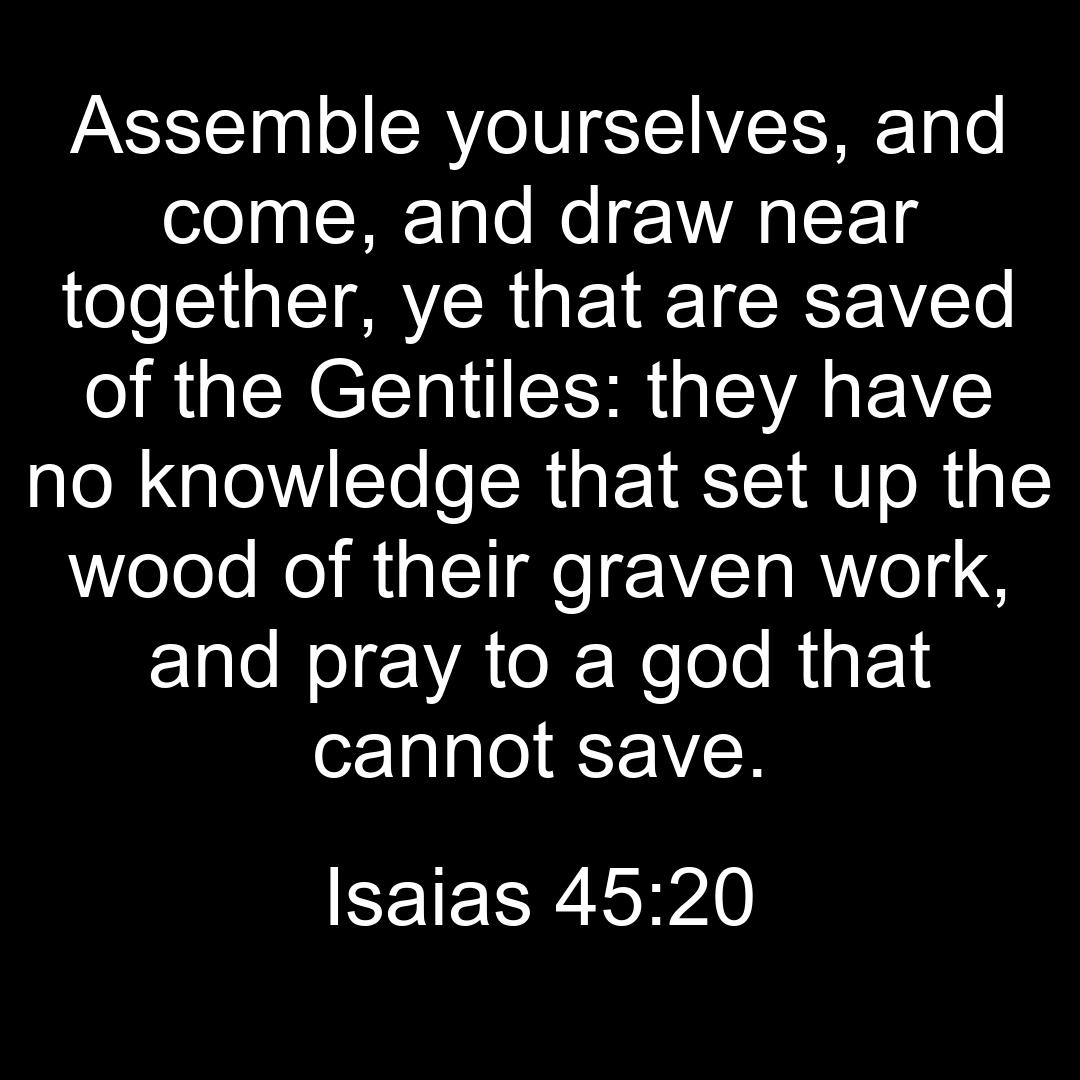 Assemble yourselves, and
come, and draw near
together, ye that are saved
of the Gentiles: they have
no knowledge that set up the
wood of their graven work,
and pray to a god that
cannot save.
Isaias 45:20